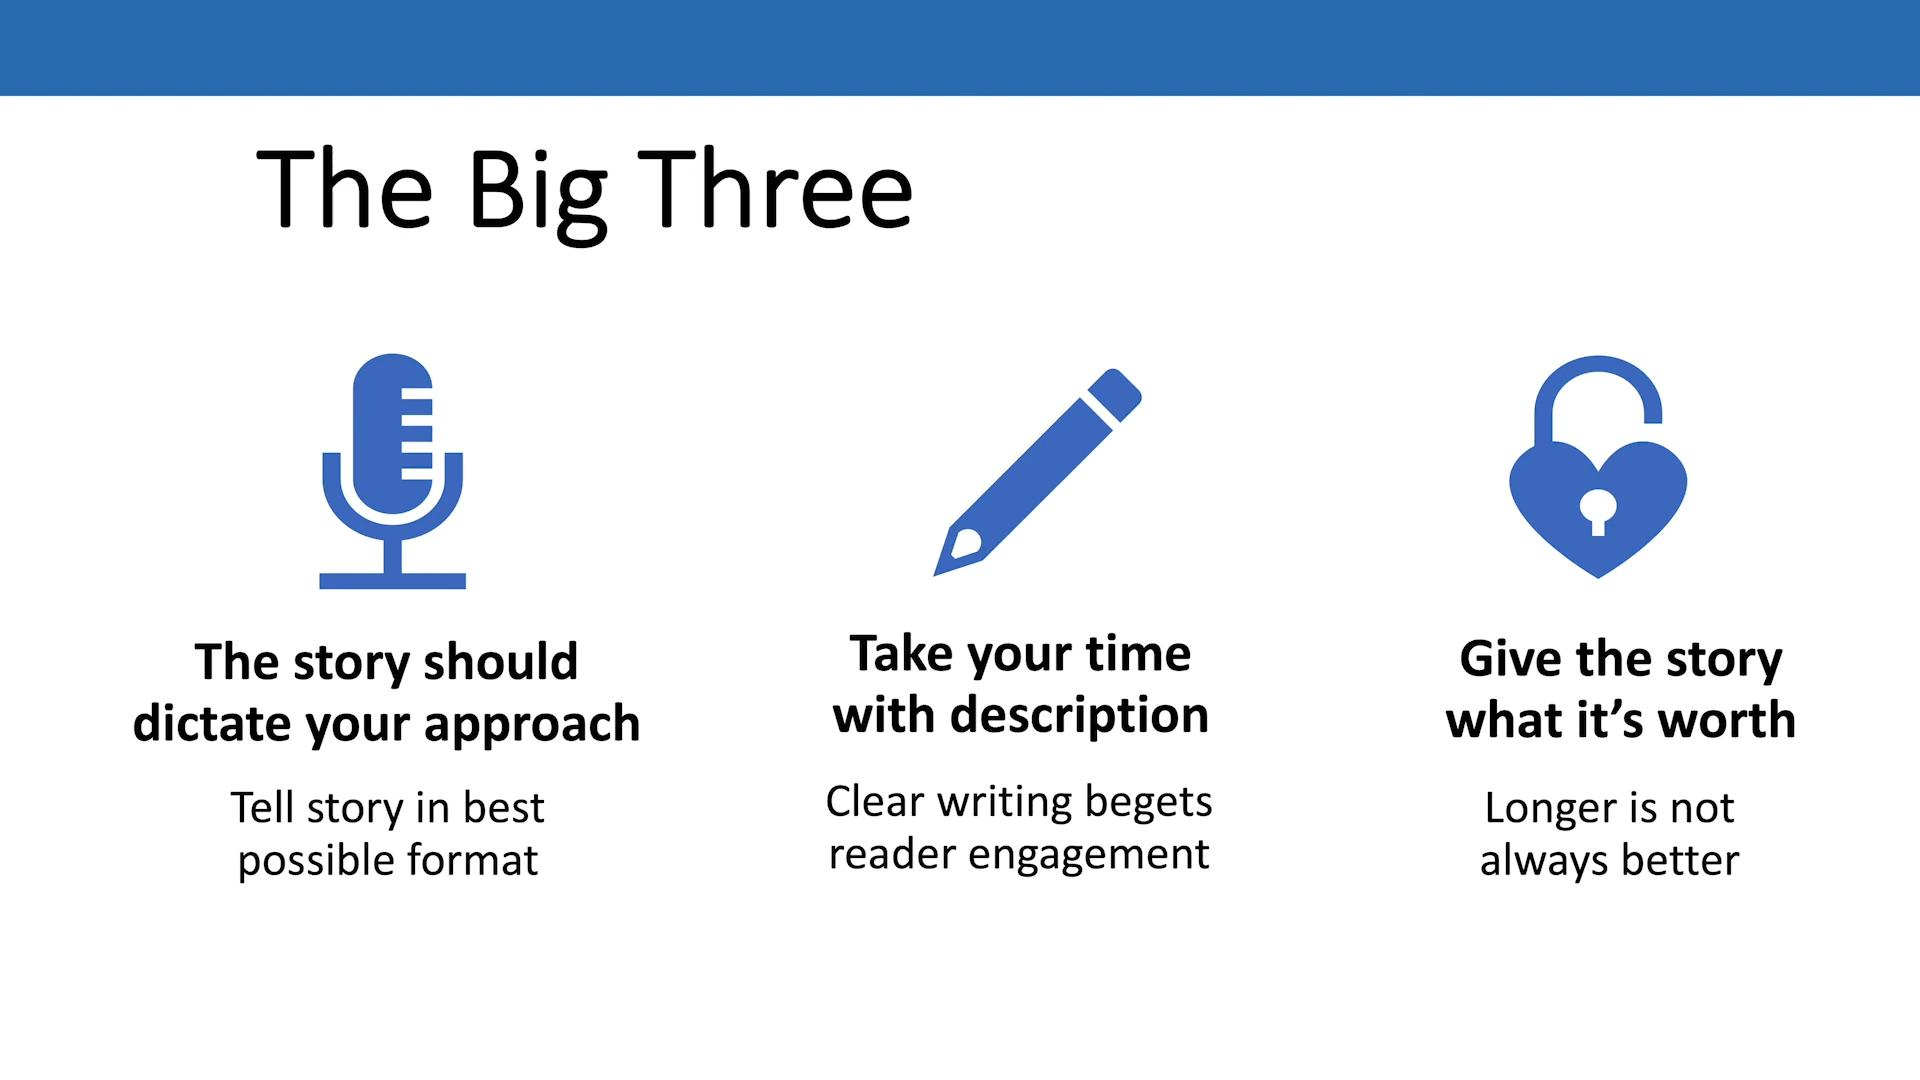 The Big Three
The story should
dictate your approach
Tell story in best
possible format
Take your time
with description
Clear writing begets
reader engagement
Give the story
what it’s worth
Longer is not
always better